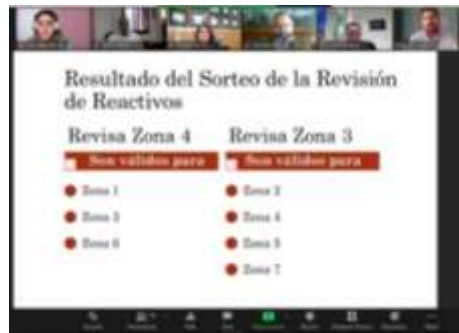 Resultado del Sorteo de la Revisión
de Reactivos
Revisa Zona 4
Son válidos para
Zona 1
Zona 3
Zona 6
Revisa Zona 3
Son válidos para
Zona 2
Zona 4
Zona 5
Zona 7